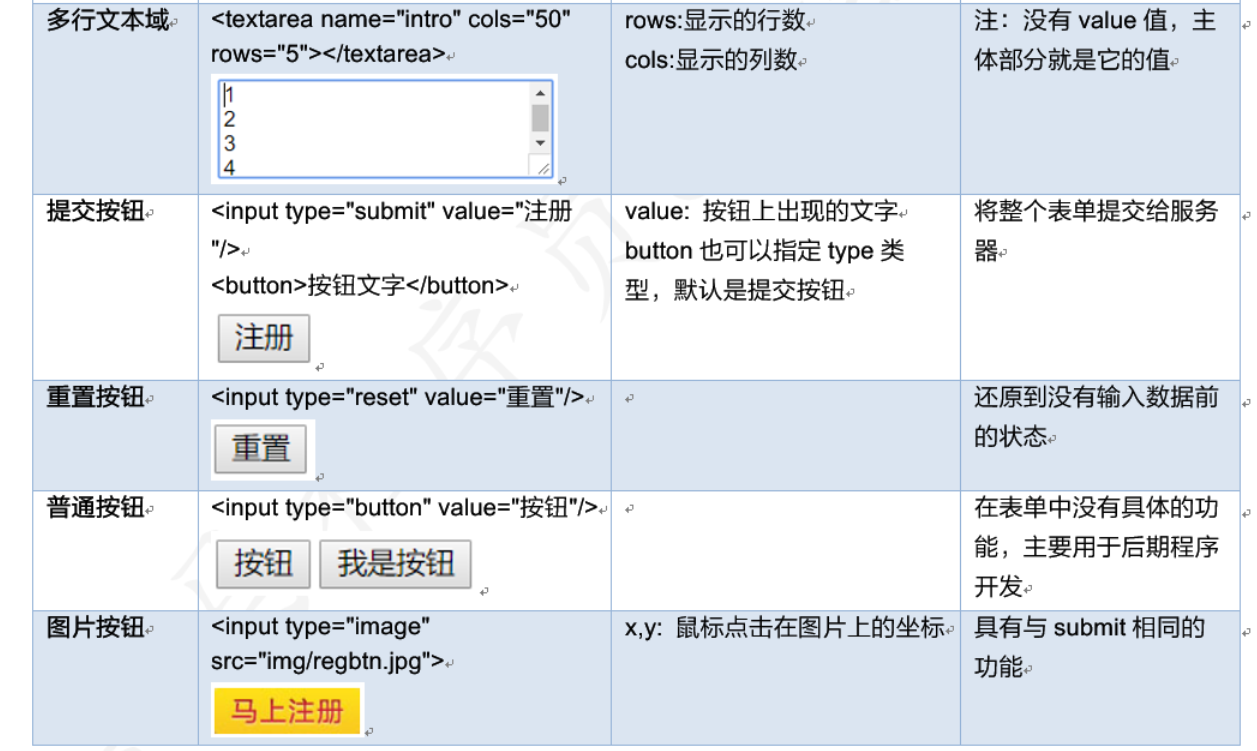 多行文本域
<textarea name="intro" cols="50"
rows="5"></textarea>
1
2
3
4
rows:显示的行数
cols:显示的列数
注：没有 value 值，主
体部分就是它的值
提交按钮
<input type="submit" value="注册
"/>
<button>按钮文字</button>
注册
value: 按钮上出现的文字
button 也可以指定 type 类
型，默认是提交按钮
将整个表单提交给服务
器
重置按钮
<input type="reset" value="重置"/>
重置
还原到没有输入数据前
的状态
普通按钮
<input type="button" value="按钮"/>
按钮
我是按钮
在表单中没有具体的功
能，主要用于后期程序
开发
图片按钮
<input type="image"
src="img/regbtn.jpg">
马上注册
x,y: 鼠标点击在图片上的坐标
具有与 submit 相同的
功能